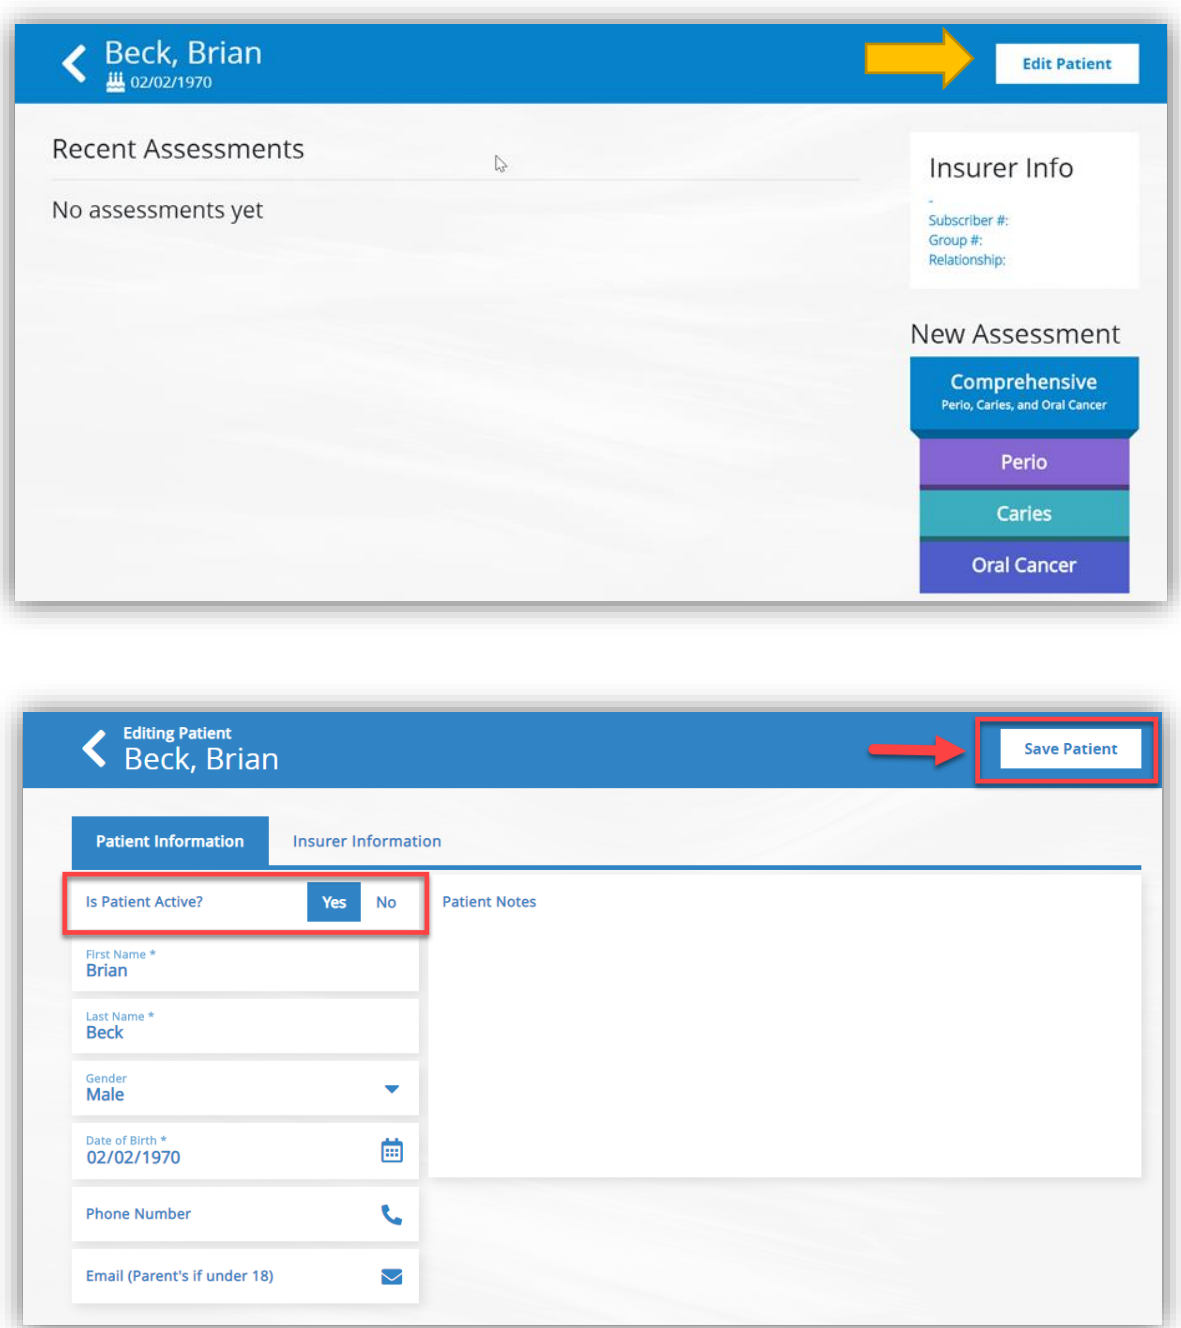 Beck, Brian
02/02/1970
Edit Patient
Recent Assessments
No assessments yet
Insurer Info
-
Subscriber #:
Group #:
Relationship:
New Assessment
Comprehensive
Perio, Caries, and Oral Cancer
Perio
Caries
Oral Cancer
Editing Patient
Beck, Brian
Save Patient
Patient Information
Insurer Information
Is Patient Active?
Yes
No
Patient Notes
First Name *
Brian
Last Name *
Beck
Gender
Male
Date of Birth *
02/02/1970
Phone Number
Email (Parent's if under 18)